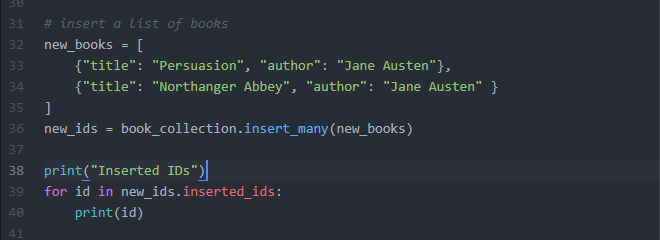 30
31 # insert a list of books
32 new_books = [
33     {"title": "Persuasion", "author": "Jane Austen"},
34     {"title": "Northanger Abbey", "author": "Jane Austen" }
35 ]
36 new_ids = book_collection.insert_many(new_books)
37
38 print("Inserted IDs")
39 for id in new_ids.inserted_ids:
40     print(id)
41